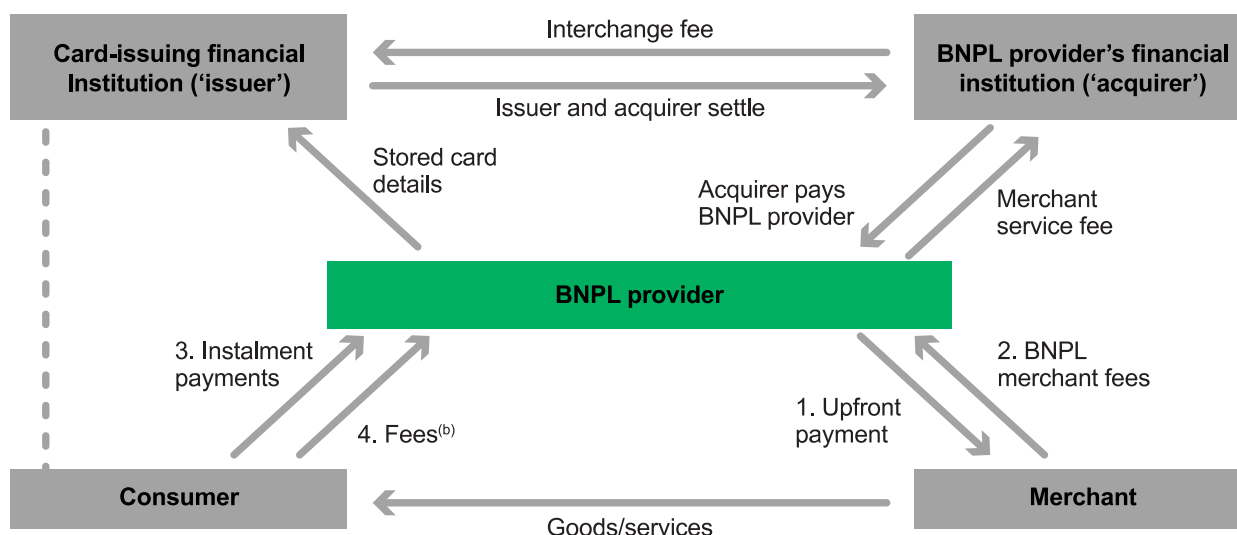 Interchange fee
Card-issuing financial
Institution (‘issuer’)
BNPL provider’s financial
institution (‘acquirer’)
Issuer and acquirer settle
Stored card
details
Acquirer pays
BNPL provider
Merchant
service fee
BNPL provider
3. Instalment
payments
4. Fees(b)
1. Upfront
payment
2. BNPL
merchant fees
Consumer
Merchant
Goods/services